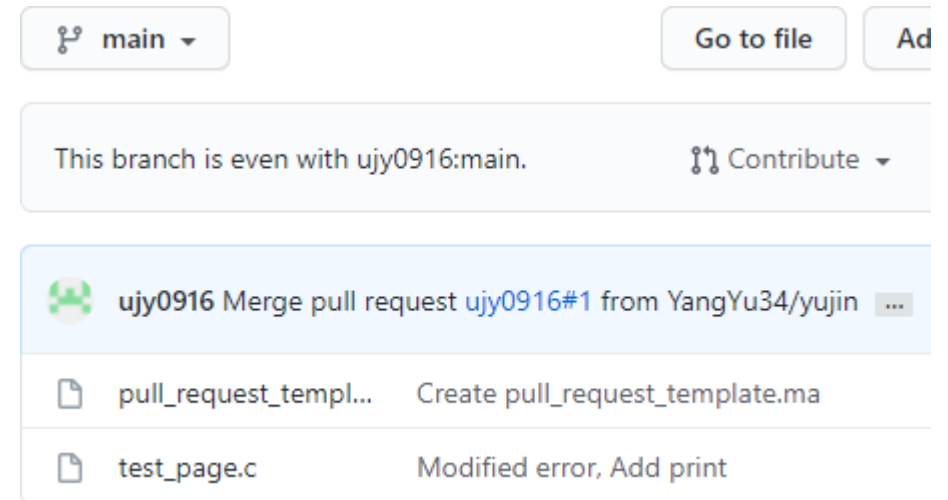 main
Go to file
Ad
This branch is even with ujy0916:main.
Contribute
ujy0916 Merge pull request ujy0916#1 from YangYu34/yujin ...
pull_request_templ... Create pull_request_template.ma
test_page.c Modified error, Add print